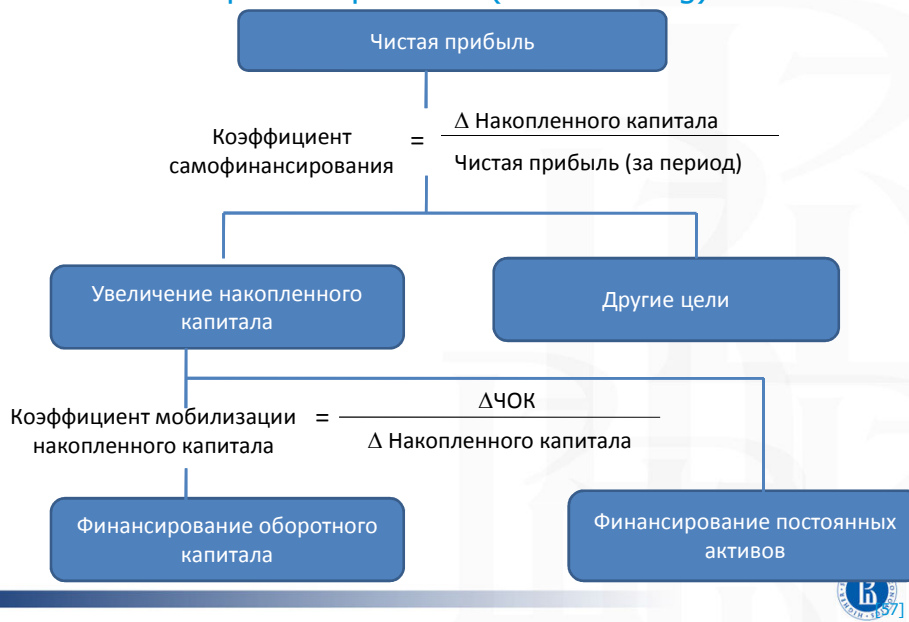 Чистая прибыль
Коэффициент
самофинансирования
=
∆ Накопленного капитала
Чистая прибыль (за период)
Увеличение накопленного
капитала
Другие цели
Коэффициент мобилизации
накопленного капитала
=
∆ЧОК
∆ Накопленного капитала
Финансирование оборотного
капитала
Финансирование постоянных
активов